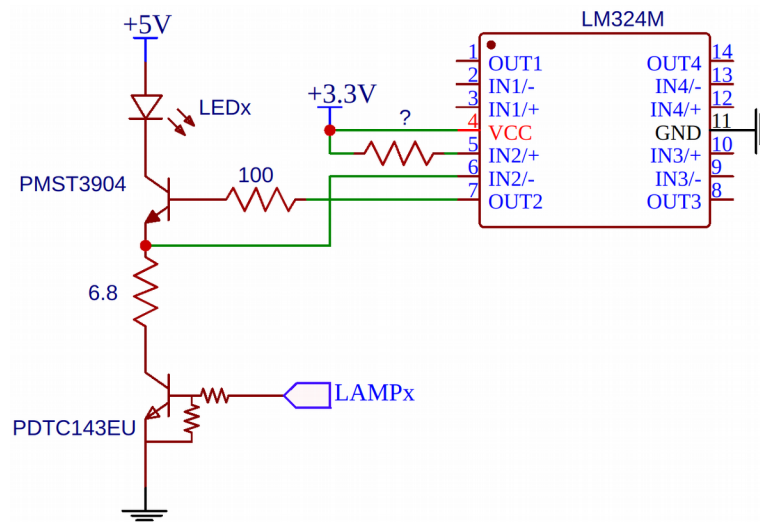 LM324M
+5V
1 OUT1
2 IN1/-
3 IN1/+
4 VCC
5 IN2/+
6 IN2/-
7 OUT2
OUT4 14
IN4/- 13
IN4/+ 12
GND 11
IN3/+ 10
IN3/- 9
OUT3 8
LEDx
+3.3V
?
PMST3904
100
6.8
LAMPx
PDTC143EU